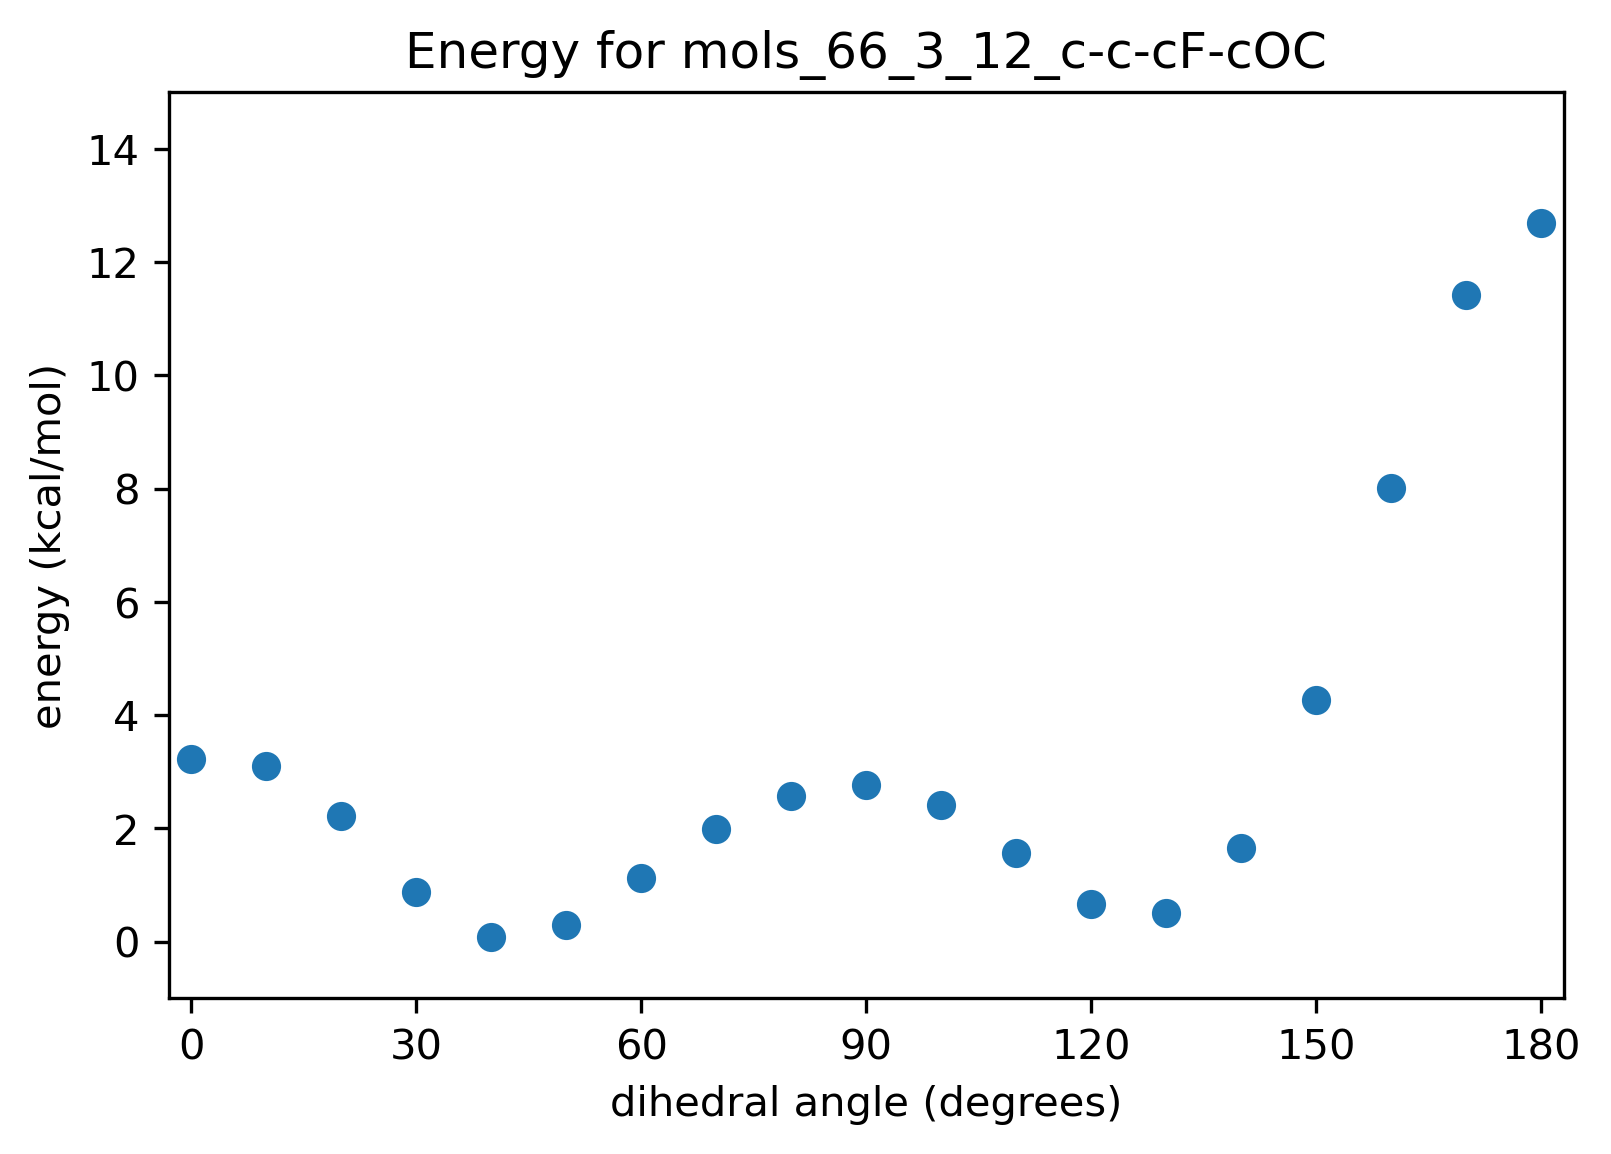 Energy for mols_66_3_12_c-c-cF-cOC
14
12
10
8
6
4
2
0
energy (kcal/mol)
0 30 60 90 120 150 180
dihedral angle (degrees)